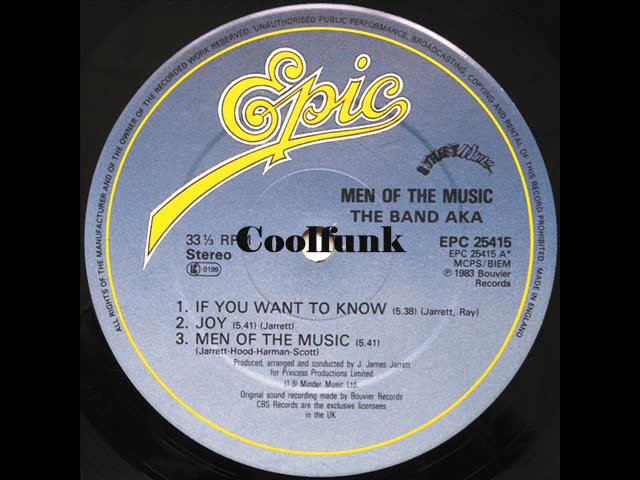 ALL RIGHTS OF THE MANUFACTURER AND OF THE OWNER OF THE RECORDED WORK RESERVED. UNAUTHORISED PUBLIC PERFORMANCE, BROADCASTING, COPYING AND RENTAL OF THIS RECORD PROHIBITED. MADE IN ENGLAND
Epic
STREETWAVE
MEN OF THE MUSIC
THE BAND AKA
33⅓ RPM
Coolfunk
EPC 25415
Stereo
EPC 25415 A*
MCPS/BIEM
LC 0199
℗ 1983 Bouvier
Records
1. IF YOU WANT TO KNOW (5.38) (Jarrett, Ray)
2. JOY (5.41) (Jarrett)
3. MEN OF THE MUSIC (5.41)
(Jarrett-Hood-Harman-Scott)
Produced, arranged and conducted by J. James Jarrett
for Princess Productions Limited
(1-3) Minder Music Ltd.
Original sound recording made by Bouvier Records
CBS Records are the exclusive licensees
in the UK